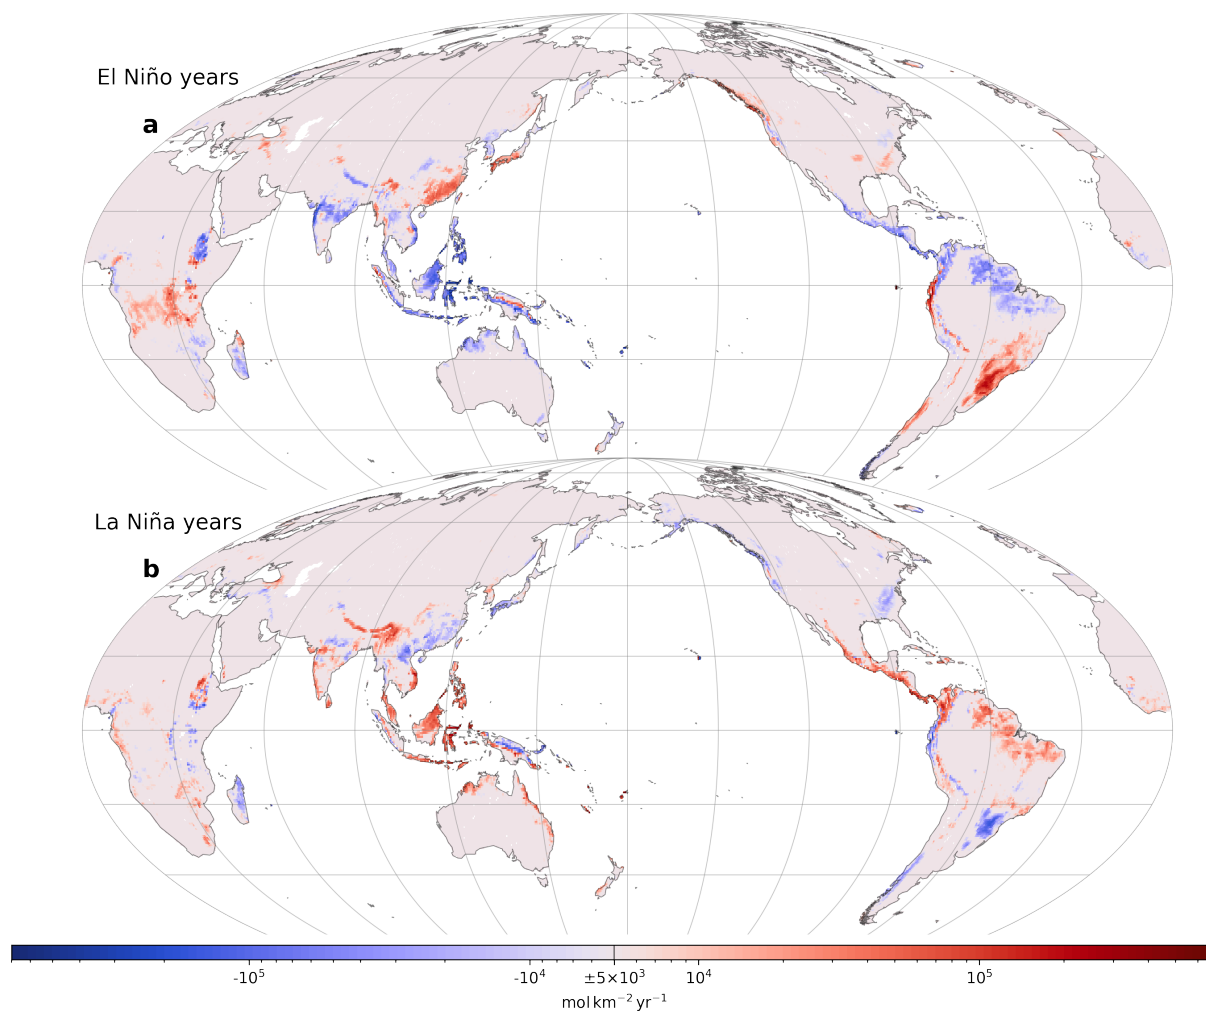 El Niño years
a
La Niña years
b
-10⁵ -10⁴ ±5×10³ 10⁴ 10⁵
mol km⁻² yr⁻¹